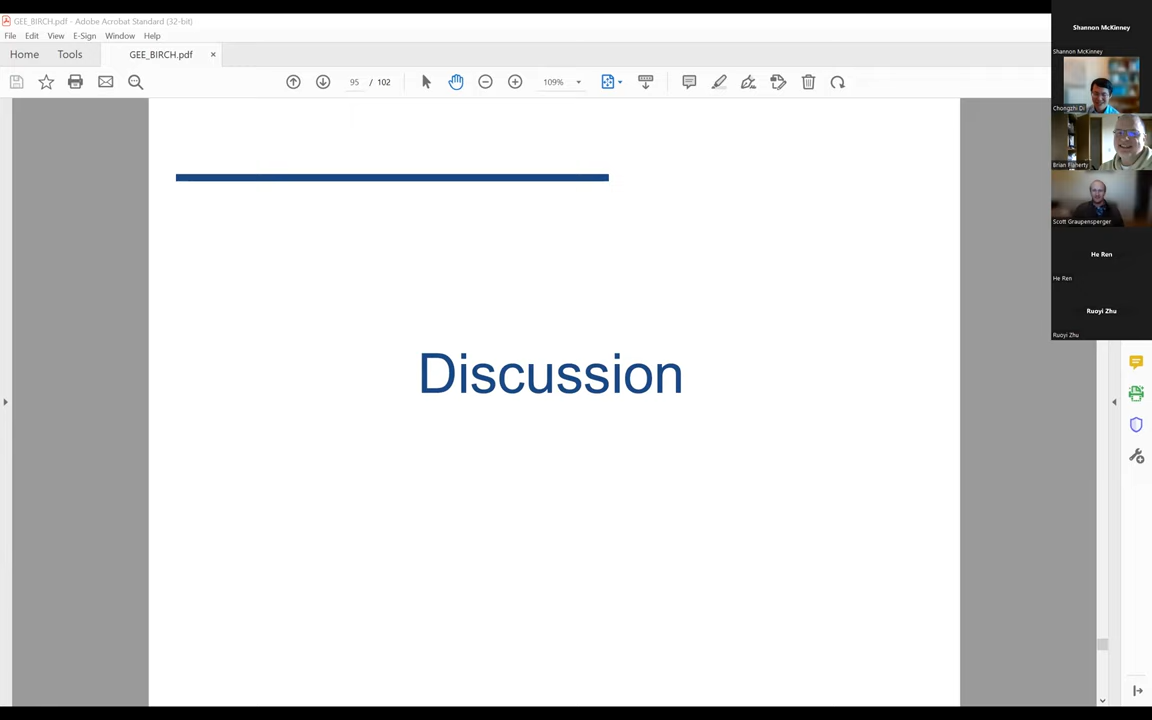 GEE_BIRCH.pdf - Adobe Acrobat Standard (32-bit)
File Edit View E-Sign Window Help
Home Tools GEE_BIRCH.pdf ×
95 / 102 109%
Discussion
Shannon McKinney
Shannon McKinney
Chongzhi Di
Brian Flaherty
Scott Graupensperger
He Ren
He Ren
Ruoyi Zhu
Ruoyi Zhu